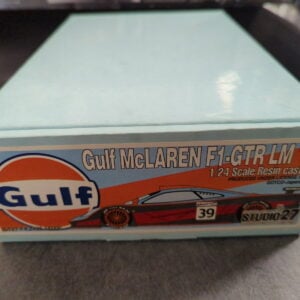 Gulf McLAREN F1-GTR LM
1:24 Scale Resin cast
Gulf
39
STUDIO27